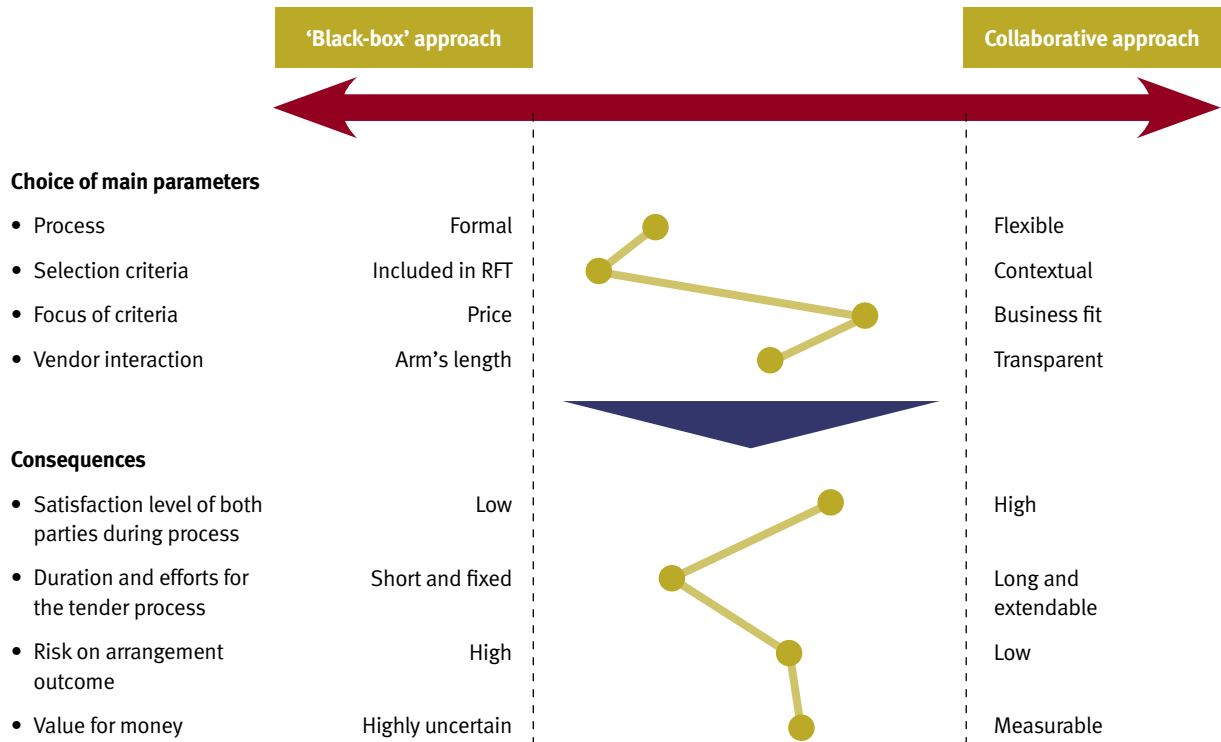 ‘Black-box’ approach
Collaborative approach
Choice of main parameters
• Process Formal Flexible
• Selection criteria Included in RFT Contextual
• Focus of criteria Price Business fit
• Vendor interaction Arm’s length Transparent
Consequences
• Satisfaction level of both Low High
parties during process
• Duration and efforts for Short and fixed Long and
the tender process extendable
• Risk on arrangement High Low
outcome
• Value for money Highly uncertain Measurable